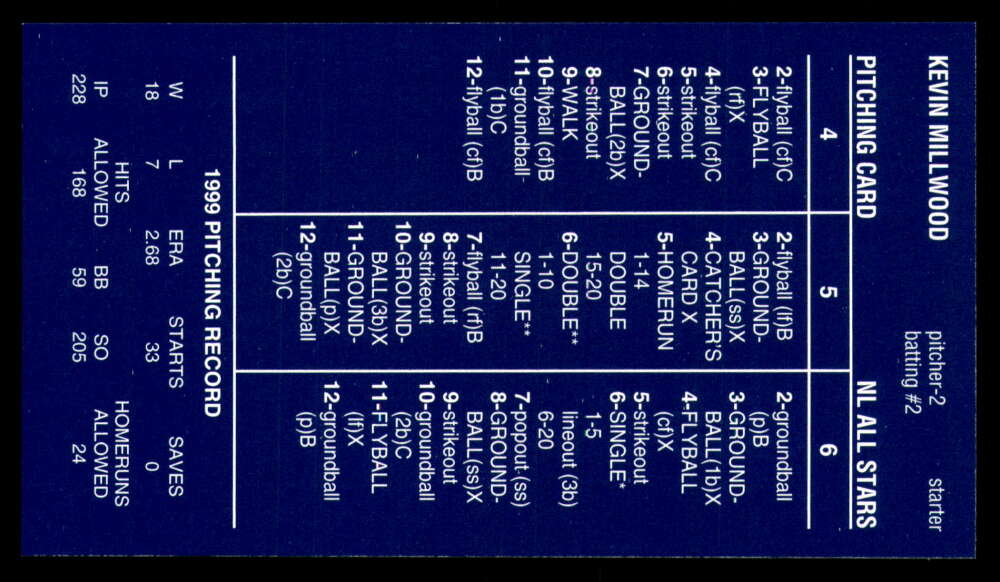 KEVIN MILLWOOD pitcher-2 starter
batting #2
PITCHING CARD NL ALL STARS
4 5 6
2-flyball (cf)C
3-FLYBALL
(rf)X
4-flyball (cf)C
5-strikeout
6-strikeout
7-GROUND-
BALL(2b)X
8-strikeout
9-WALK
10-flyball (cf)B
11-groundball-
(1b)C
12-flyball (cf)B
2-flyball (lf)B
3-GROUND-
BALL(ss)X
4-CATCHER'S
CARD X
5-HOMERUN
1-14
DOUBLE
15-20
6-DOUBLE**
1-10
SINGLE**
11-20
7-flyball (rf)B
8-strikeout
9-strikeout
10-GROUND-
BALL(3b)X
11-GROUND-
BALL(p)X
12-groundball
(2b)C
2-groundball
(p)B
3-GROUND-
BALL(1b)X
4-FLYBALL
(cf)X
5-strikeout
6-SINGLE*
1-5
lineout (3b)
6-20
7-popout (ss)
8-GROUND-
BALL(ss)X
9-strikeout
10-groundball
(2b)C
11-FLYBALL
(lf)X
12-groundball
(p)B
1999 PITCHING RECORD
W L ERA STARTS SAVES
18 7 2.68 33 0
HITS HOMERUNS
IP ALLOWED BB SO ALLOWED
228 168 59 205 24